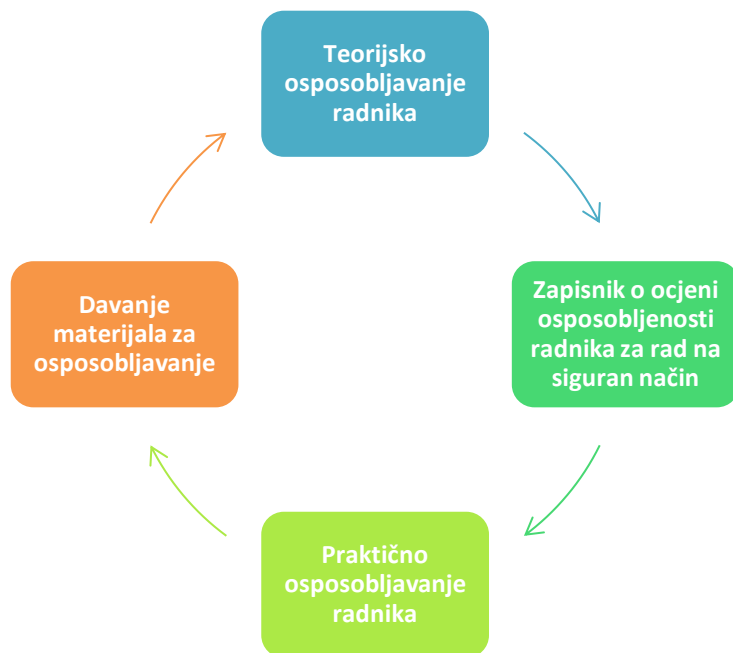 Teorijsko
osposobljavanje
radnika
Davanje
materijala za
osposobljavanje
Zapisnik o ocjeni
osposobljenosti
radnika za rad na
siguran način
Praktično
osposobljavanje
radnika